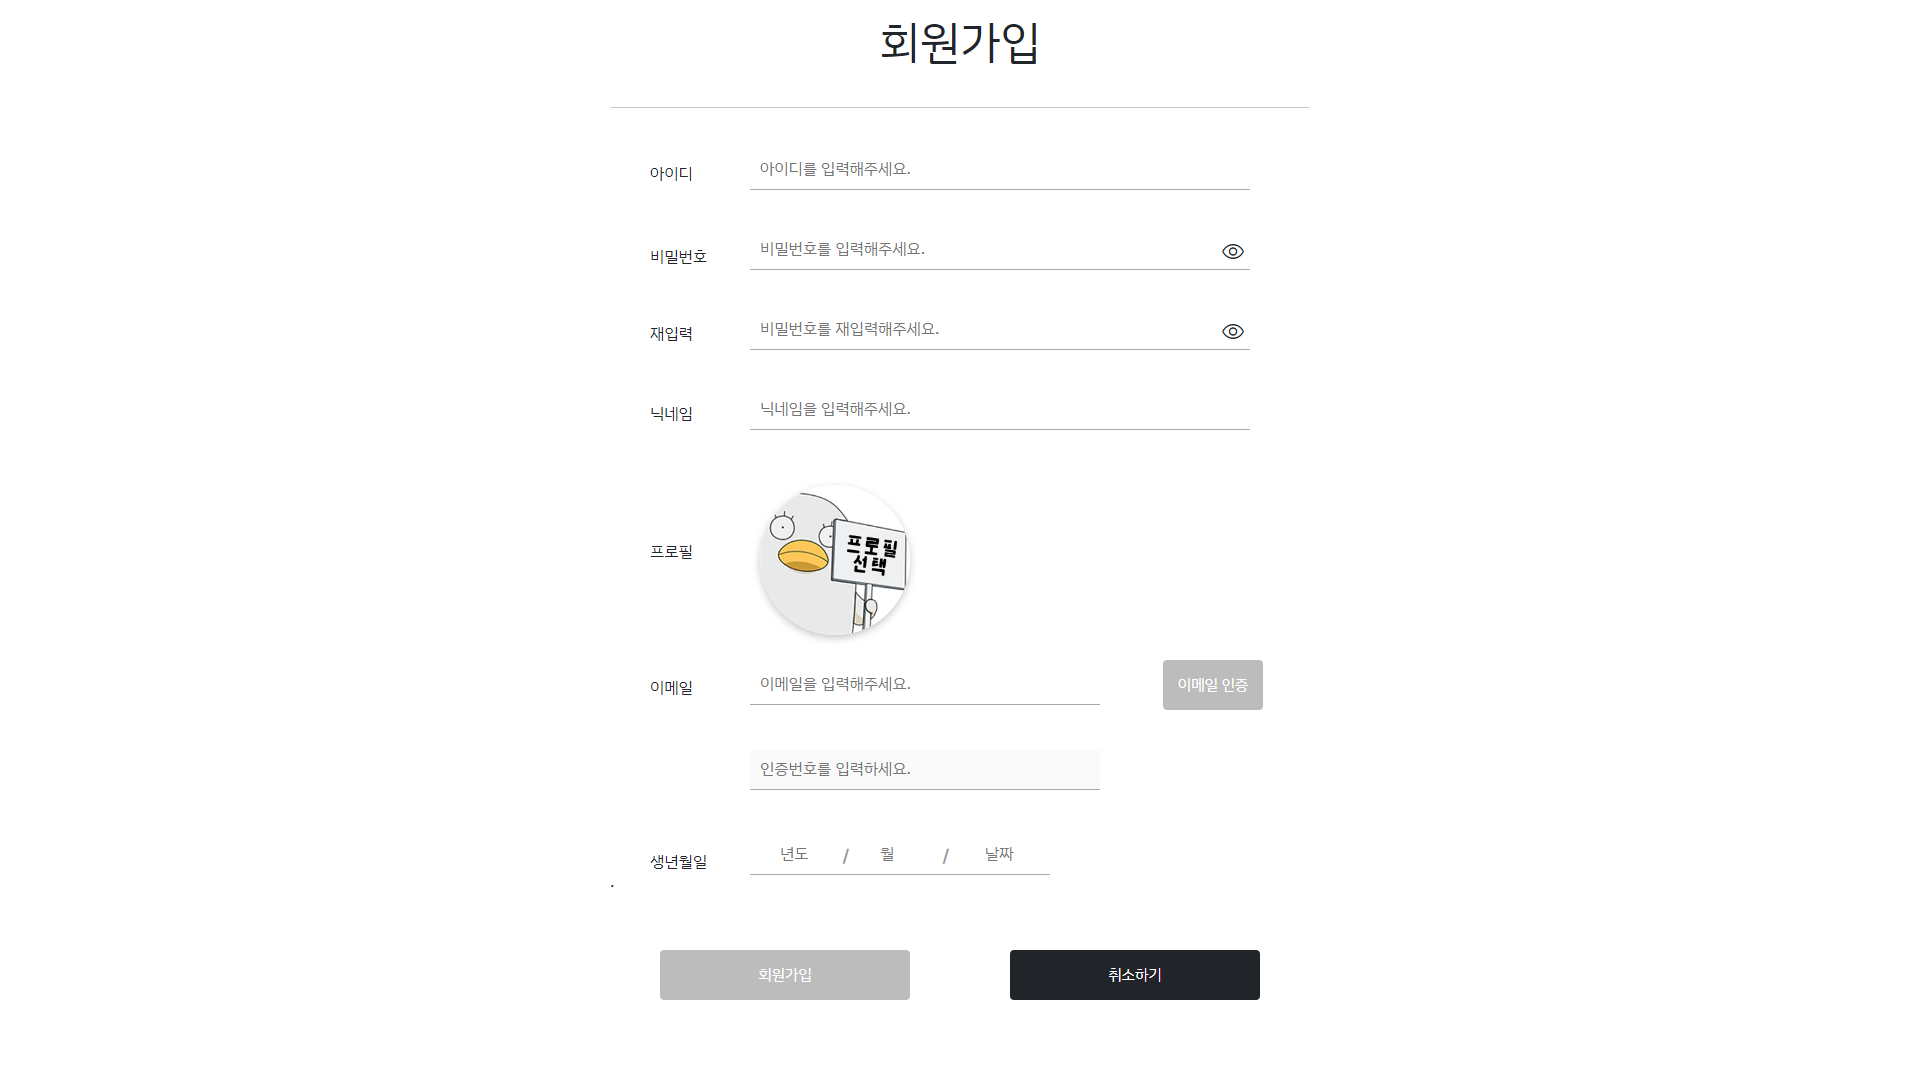 회원가입
아이디
아이디를 입력해주세요.
비밀번호
비밀번호를 입력해주세요.
재입력
비밀번호를 재입력해주세요.
닉네임
닉네임을 입력해주세요.
프로필
프로필
선택
이메일
이메일을 입력해주세요.
이메일 인증
인증번호를 입력하세요.
생년월일
년도 / 월 / 날짜
.
회원가입
취소하기